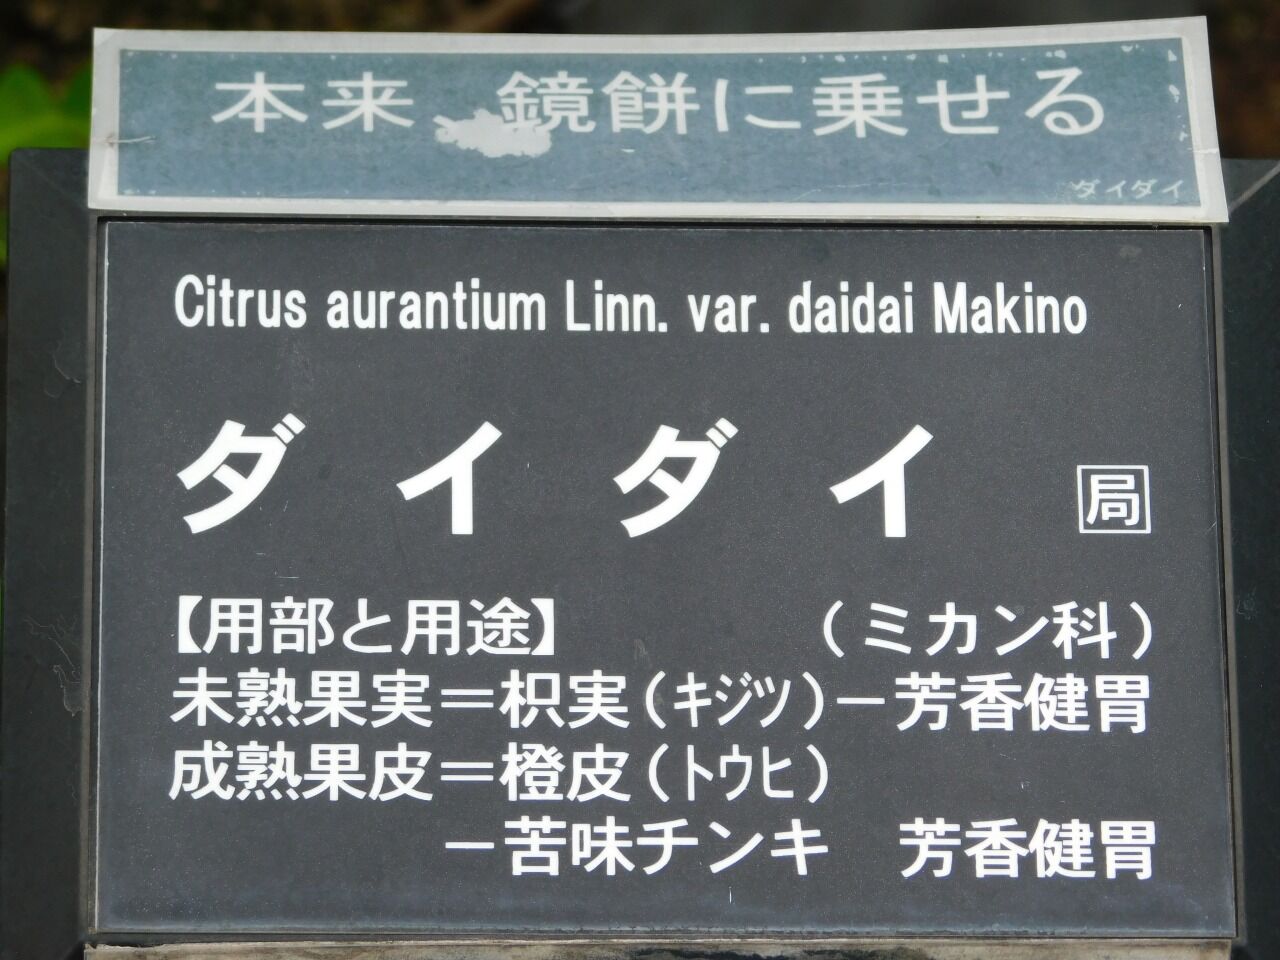 本来 鏡餅に乗せる
ダイダイ
Citrus aurantium Linn. var. daidai Makino
ダイダイ 局
【用部と用途】 (ミカン科)
未熟果実=枳実(キジツ)-芳香健胃
成熟果皮=橙皮(トウヒ)
-苦味チンキ 芳香健胃